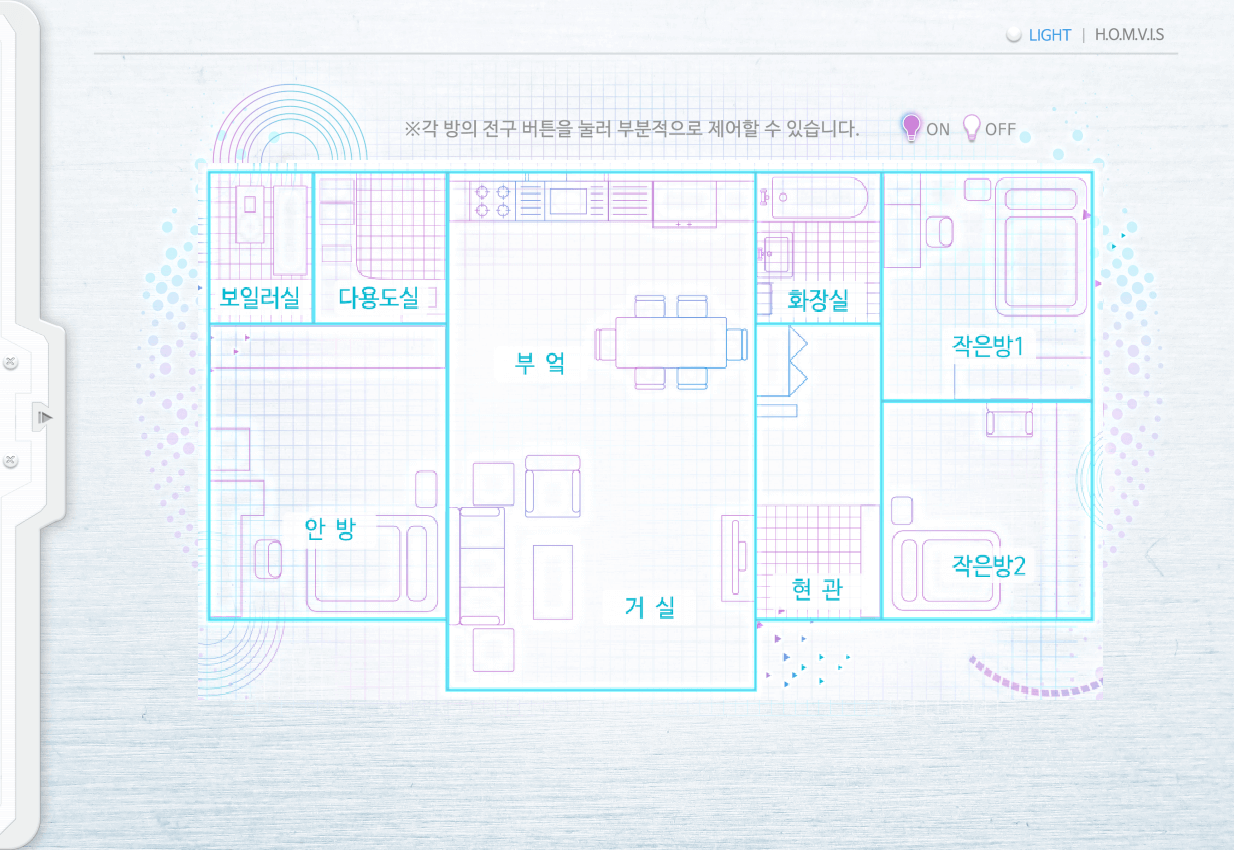 LIGHT | H.O.M.V.I.S
※각 방의 전구 버튼을 눌러 부분적으로 제어할 수 있습니다. ON OFF
보일러실 다용도실 화장실
부 엌 작은방1
안 방 작은방2
거 실 현 관